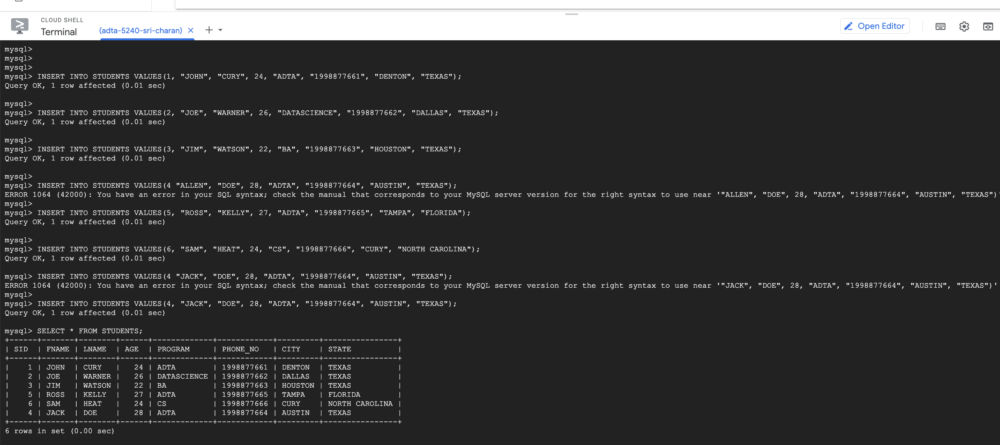 CLOUD SHELL
Terminal
(adta-5240-sri-charan)
Open Editor
mysql>
mysql>
mysql>
mysql> INSERT INTO STUDENTS VALUES(1, "JOHN", "CURY", 24, "ADTA", "1998877661", "DENTON", "TEXAS");
Query OK, 1 row affected (0.01 sec)
mysql>
mysql> INSERT INTO STUDENTS VALUES(2, "JOE", "WARNER", 26, "DATASCIENCE", "1998877662", "DALLAS", "TEXAS");
Query OK, 1 row affected (0.01 sec)
mysql>
mysql> INSERT INTO STUDENTS VALUES(3, "JIM", "WATSON", 22, "BA", "1998877663", "HOUSTON", "TEXAS");
Query OK, 1 row affected (0.01 sec)
mysql>
mysql> INSERT INTO STUDENTS VALUES(4 "ALLEN", "DOE", 28, "ADTA", "1998877664", "AUSTIN", "TEXAS");
ERROR 1064 (42000): You have an error in your SQL syntax; check the manual that corresponds to your MySQL server version for the right syntax to use near '"ALLEN", "DOE", 28, "ADTA", "1998877664", "AUSTIN", "TEXAS")'
mysql>
mysql> INSERT INTO STUDENTS VALUES(5, "ROSS", "KELLY", 27, "ADTA", "1998877665", "TAMPA", "FLORIDA");
Query OK, 1 row affected (0.01 sec)
mysql>
mysql> INSERT INTO STUDENTS VALUES(6, "SAM", "HEAT", 24, "CS", "1998877666", "CURY", "NORTH CAROLINA");
Query OK, 1 row affected (0.01 sec)
mysql> INSERT INTO STUDENTS VALUES(4 "JACK", "DOE", 28, "ADTA", "1998877664", "AUSTIN", "TEXAS");
ERROR 1064 (42000): You have an error in your SQL syntax; check the manual that corresponds to your MySQL server version for the right syntax to use near '"JACK", "DOE", 28, "ADTA", "1998877664", "AUSTIN", "TEXAS")'
mysql>
mysql> INSERT INTO STUDENTS VALUES(4, "JACK", "DOE", 28, "ADTA", "1998877664", "AUSTIN", "TEXAS");
Query OK, 1 row affected (0.01 sec)
mysql> SELECT * FROM STUDENTS;
+------+-------+--------+------+-------------+------------+---------+----------------+
| SID  | FNAME | LNAME  | AGE  | PROGRAM     | PHONE_NO   | CITY    | STATE          |
+------+-------+--------+------+-------------+------------+---------+----------------+
|    1 | JOHN  | CURY   |   24 | ADTA        | 1998877661 | DENTON  | TEXAS          |
|    2 | JOE   | WARNER |   26 | DATASCIENCE | 1998877662 | DALLAS  | TEXAS          |
|    3 | JIM   | WATSON |   22 | BA          | 1998877663 | HOUSTON | TEXAS          |
|    5 | ROSS  | KELLY  |   27 | ADTA        | 1998877665 | TAMPA   | FLORIDA        |
|    6 | SAM   | HEAT   |   24 | CS          | 1998877666 | CURY    | NORTH CAROLINA |
|    4 | JACK  | DOE    |   28 | ADTA        | 1998877664 | AUSTIN  | TEXAS          |
+------+-------+--------+------+-------------+------------+---------+----------------+
6 rows in set (0.00 sec)